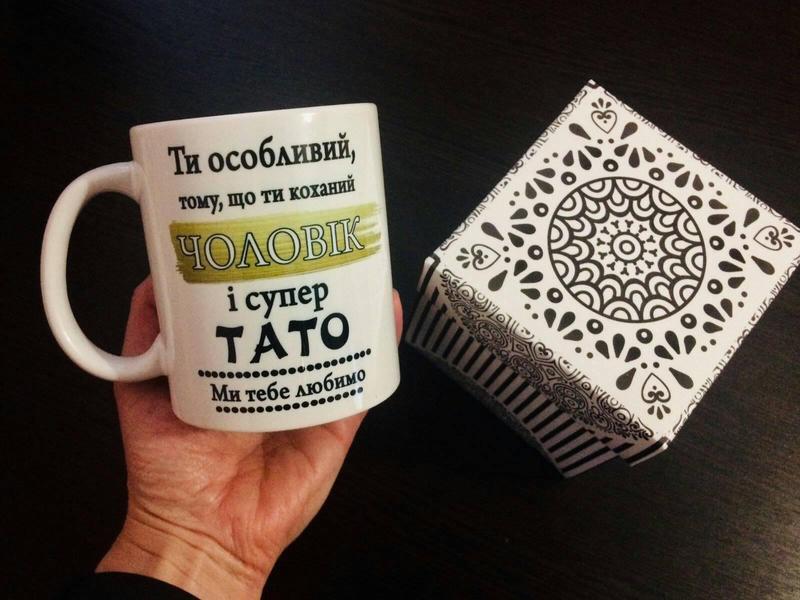 Ти особливий,
тому, що ти коханий
ЧОЛОВІК
і супер
ТАТО
Ми тебе любимо